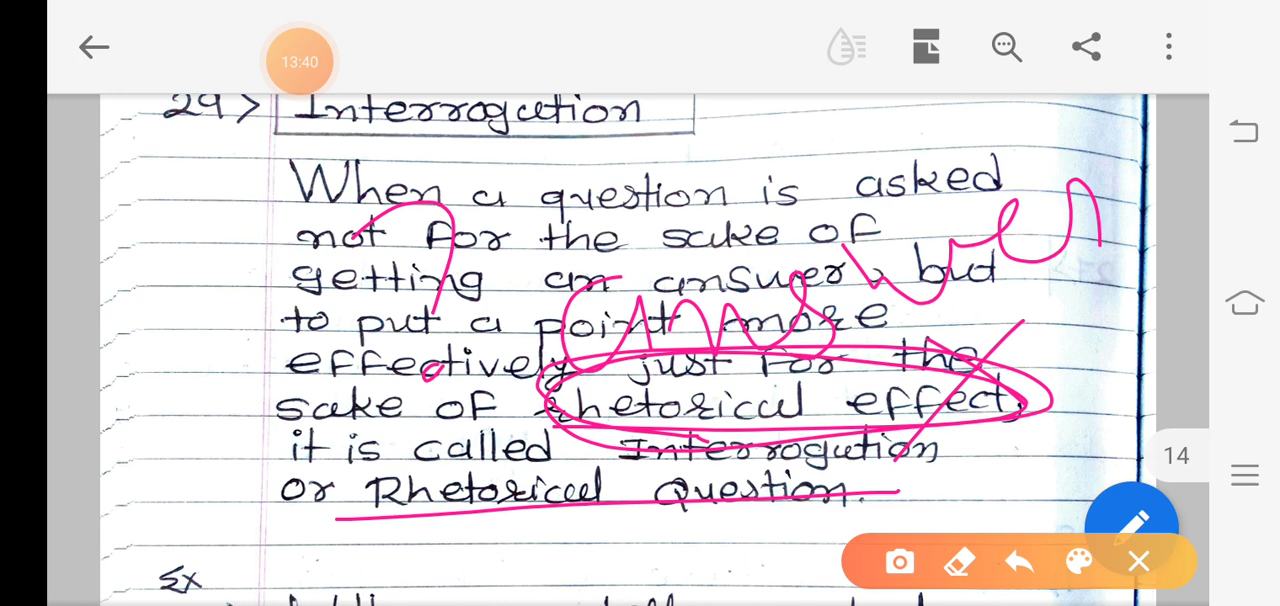 13:40
29> Interrogation
When a question is asked
not for the sake of
getting an answer, but
to put a point more
effectively just for the
sake of rhetorical effect,
it is called Interrogation
or Rhetorical Question.
?
Answer
14
Ex